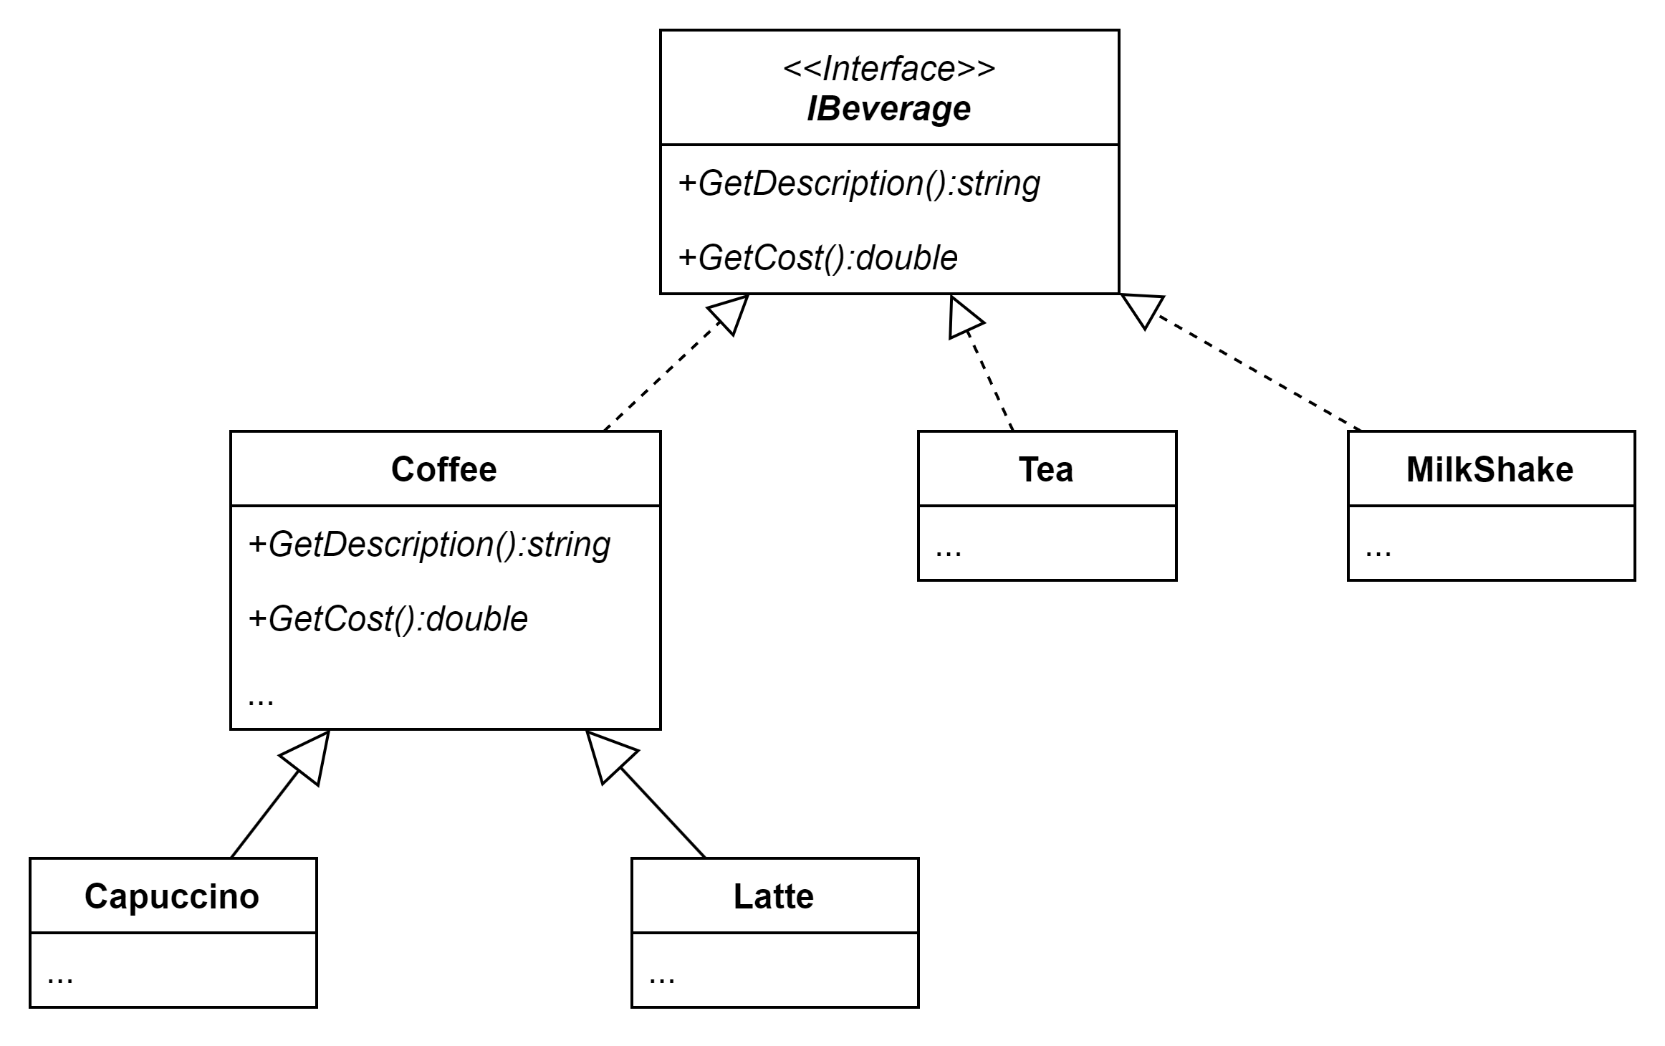 <<Interface>>
IBeverage
+GetDescription():string
+GetCost():double
Coffee
+GetDescription():string
+GetCost():double
...
Tea
...
MilkShake
...
Capuccino
...
Latte
...